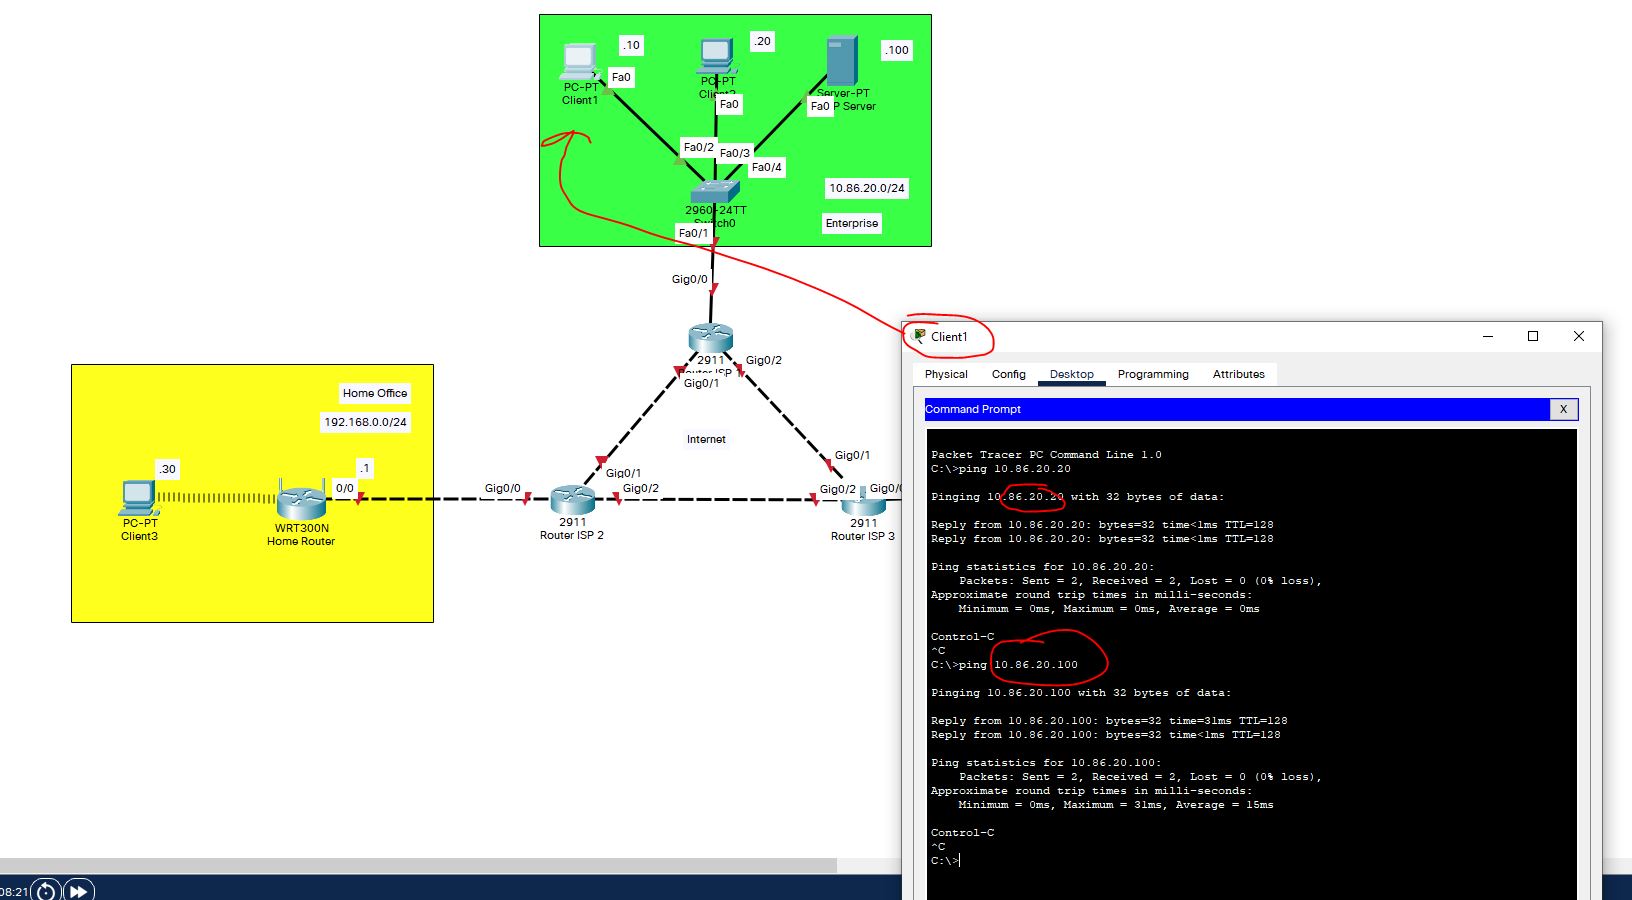 .10
.20
.100
Fa0
PC-PT
Client1
PC-PT
Fa0
Server-PT
Fa0
P Server
Fa0/2
Fa0/3
Fa0/4
10.86.20.0/24
2960-24TT
Enterprise
Fa0/1
Gig0/0
2911
Gig0/2
Gig0/1
Internet
Gig0/1
Gig0/1
Gig0/0
Gig0/2
Gig0/2
2911
Router ISP 2
2911
Router ISP 3
Home Office
192.168.0.0/24
.30
.1
0/0
PC-PT
Client3
WRT300N
Home Router
08:21
Client1
Physical
Config
Desktop
Programming
Attributes
Command Prompt
X
Packet Tracer PC Command Line 1.0
C:\>ping 10.86.20.20
Pinging 10.86.20.20 with 32 bytes of data:
Reply from 10.86.20.20: bytes=32 time<1ms TTL=128
Reply from 10.86.20.20: bytes=32 time<1ms TTL=128
Ping statistics for 10.86.20.20:
Packets: Sent = 2, Received = 2, Lost = 0 (0% loss),
Approximate round trip times in milli-seconds:
Minimum = 0ms, Maximum = 0ms, Average = 0ms
Control-C
^C
C:\>ping 10.86.20.100
Pinging 10.86.20.100 with 32 bytes of data:
Reply from 10.86.20.100: bytes=32 time=31ms TTL=128
Reply from 10.86.20.100: bytes=32 time<1ms TTL=128
Ping statistics for 10.86.20.100:
Packets: Sent = 2, Received = 2, Lost = 0 (0% loss),
Approximate round trip times in milli-seconds:
Minimum = 0ms, Maximum = 31ms, Average = 15ms
Control-C
^C
C:\>